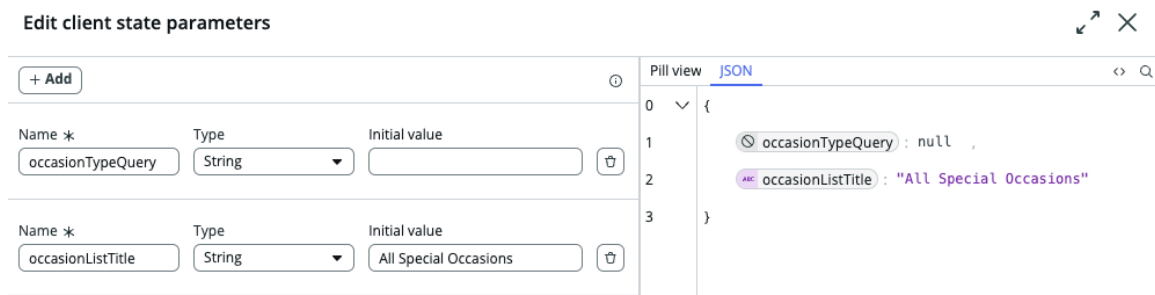 Edit client state parameters
+ Add
Name * Type Initial value
occasionTypeQuery String
Name * Type Initial value
occasionListTitle String All Special Occasions
Pill view JSON
0 {
1 occasionTypeQuery : null ,
2 ABC occasionListTitle : "All Special Occasions"
3 }